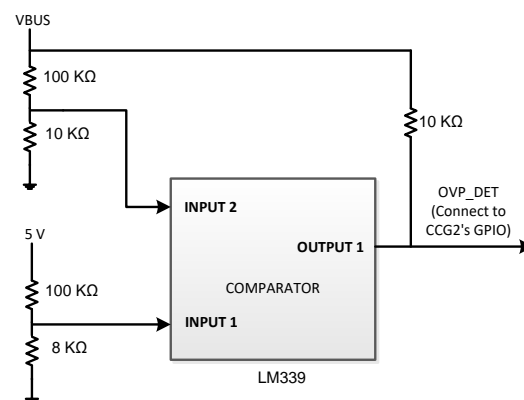 VBUS
100 KΩ
10 KΩ
10 KΩ
INPUT 2
OVP_DET
(Connect to
CCG2's GPIO)
5 V
OUTPUT 1
100 KΩ
COMPARATOR
INPUT 1
8 KΩ
LM339